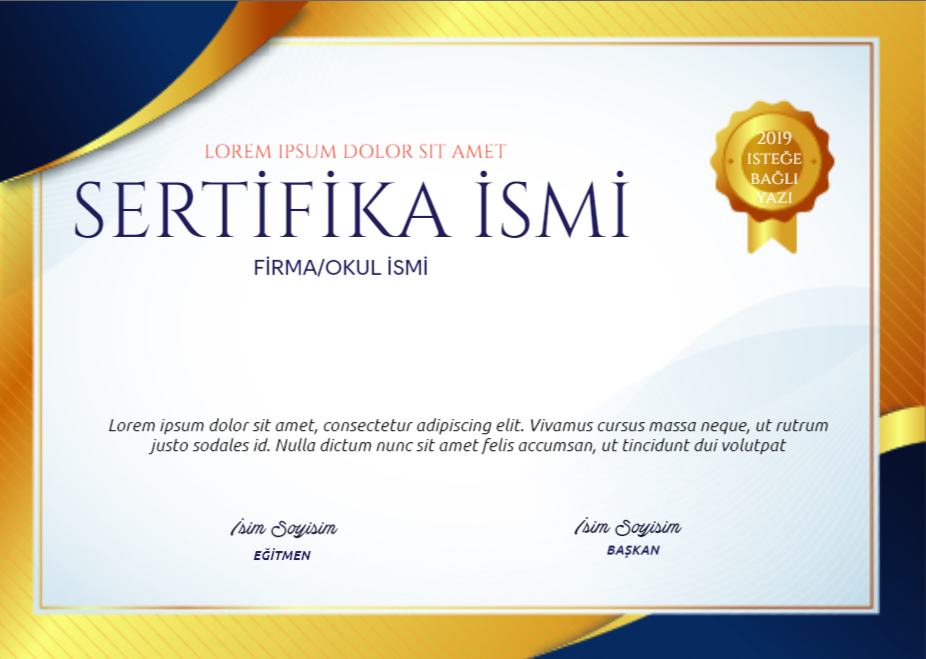 LOREM IPSUM DOLOR SIT AMET
SERTİFİKA İSMİ
FİRMA/OKUL İSMİ
2019
ISTEĞE
BAĞLI
YAZI
Lorem ipsum dolor sit amet, consectetur adipiscing elit. Vivamus cursus massa neque, ut rutrum
justo sodales id. Nulla dictum nunc sit amet felis accumsan, ut tincidunt dui volutpat
İsim Soyisim
EĞİTMEN
İsim Soyisim
BAŞKAN